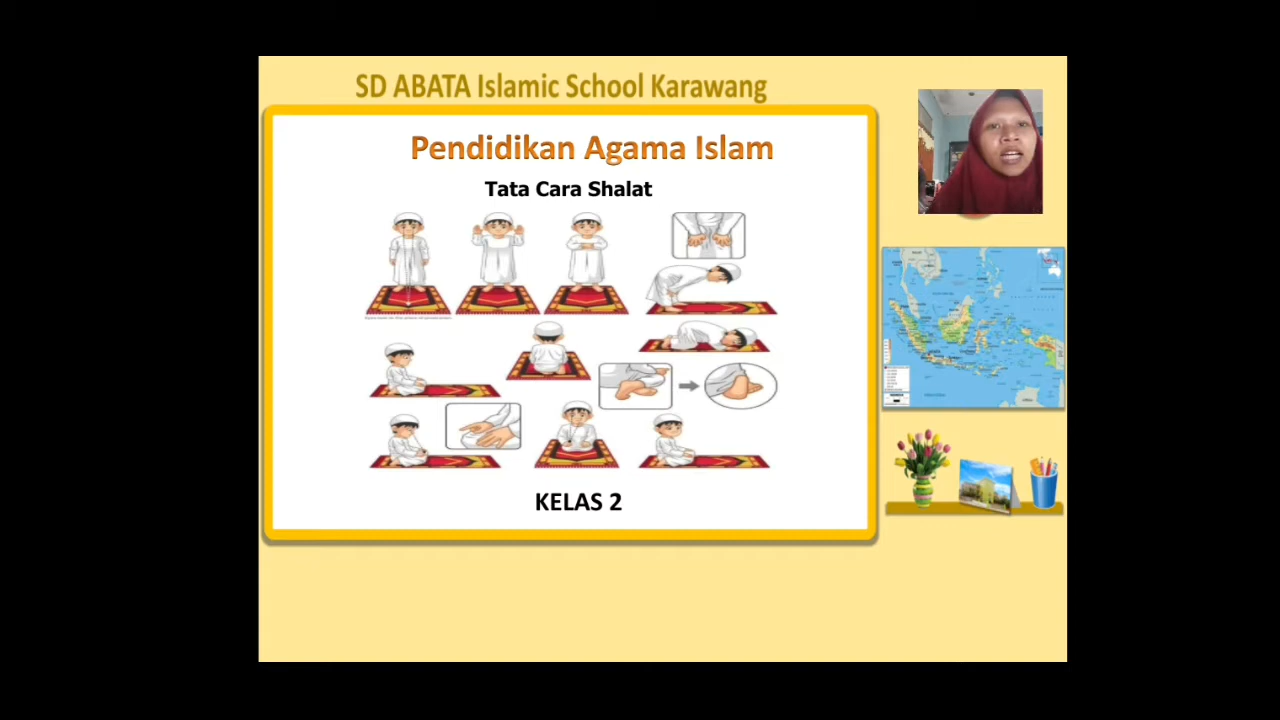 SD ABATA Islamic School Karawang
Pendidikan Agama Islam
Tata Cara Shalat
KELAS 2